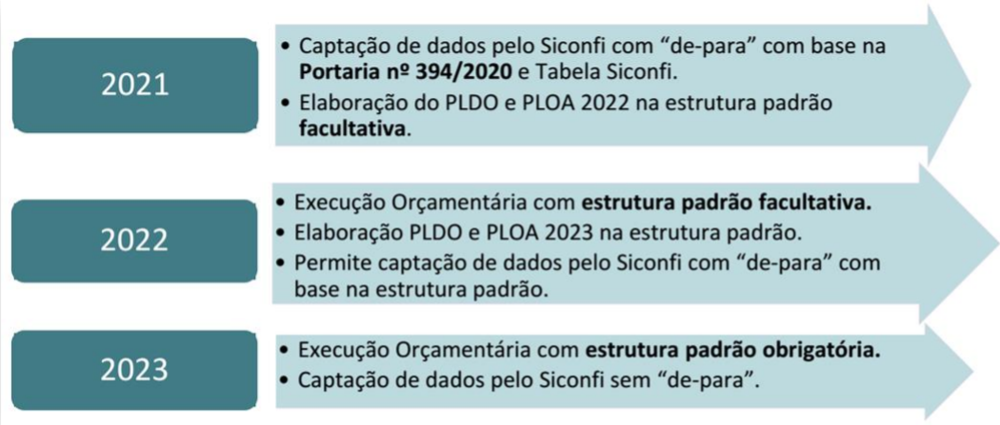 2021
• Captação de dados pelo Siconfi com “de-para” com base na
Portaria nº 394/2020 e Tabela Siconfi.
• Elaboração do PLDO e PLOA 2022 na estrutura padrão
facultativa.
2022
• Execução Orçamentária com estrutura padrão facultativa.
• Elaboração PLDO e PLOA 2023 na estrutura padrão.
• Permite captação de dados pelo Siconfi com “de-para” com
base na estrutura padrão.
2023
• Execução Orçamentária com estrutura padrão obrigatória.
• Captação de dados pelo Siconfi sem “de-para”.